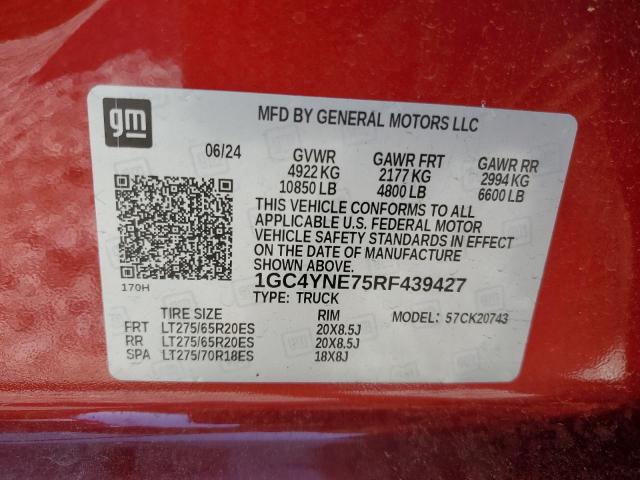 gm
MFD BY GENERAL MOTORS LLC
06/24 GVWR GAWR FRT GAWR RR
4922 KG 2177 KG 2994 KG
10850 LB 4800 LB 6600 LB
THIS VEHICLE CONFORMS TO ALL
APPLICABLE U.S. FEDERAL MOTOR
VEHICLE SAFETY STANDARDS IN EFFECT
ON THE DATE OF MANUFACTURE
SHOWN ABOVE.
170H
1GC4YNE75RF439427
TYPE: TRUCK
TIRE SIZE RIM MODEL: 57CK20743
FRT LT275/65R20ES 20X8.5J
RR LT275/65R20ES 20X8.5J
SPA LT275/70R18ES 18X8J